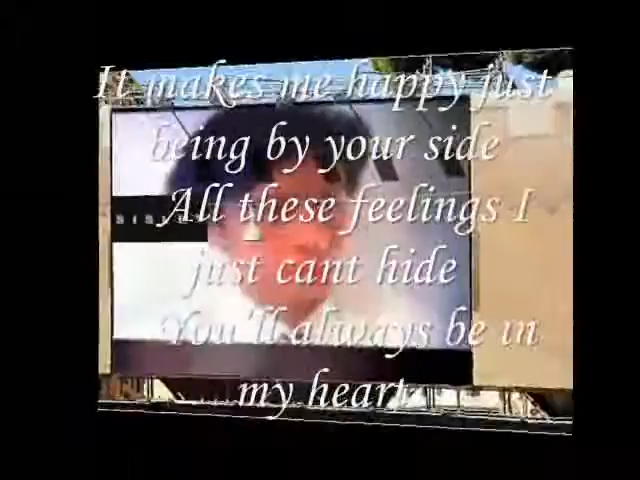 It makes me happy just
being by your side
All these feelings I
just cant hide
You'll always be in
my heart